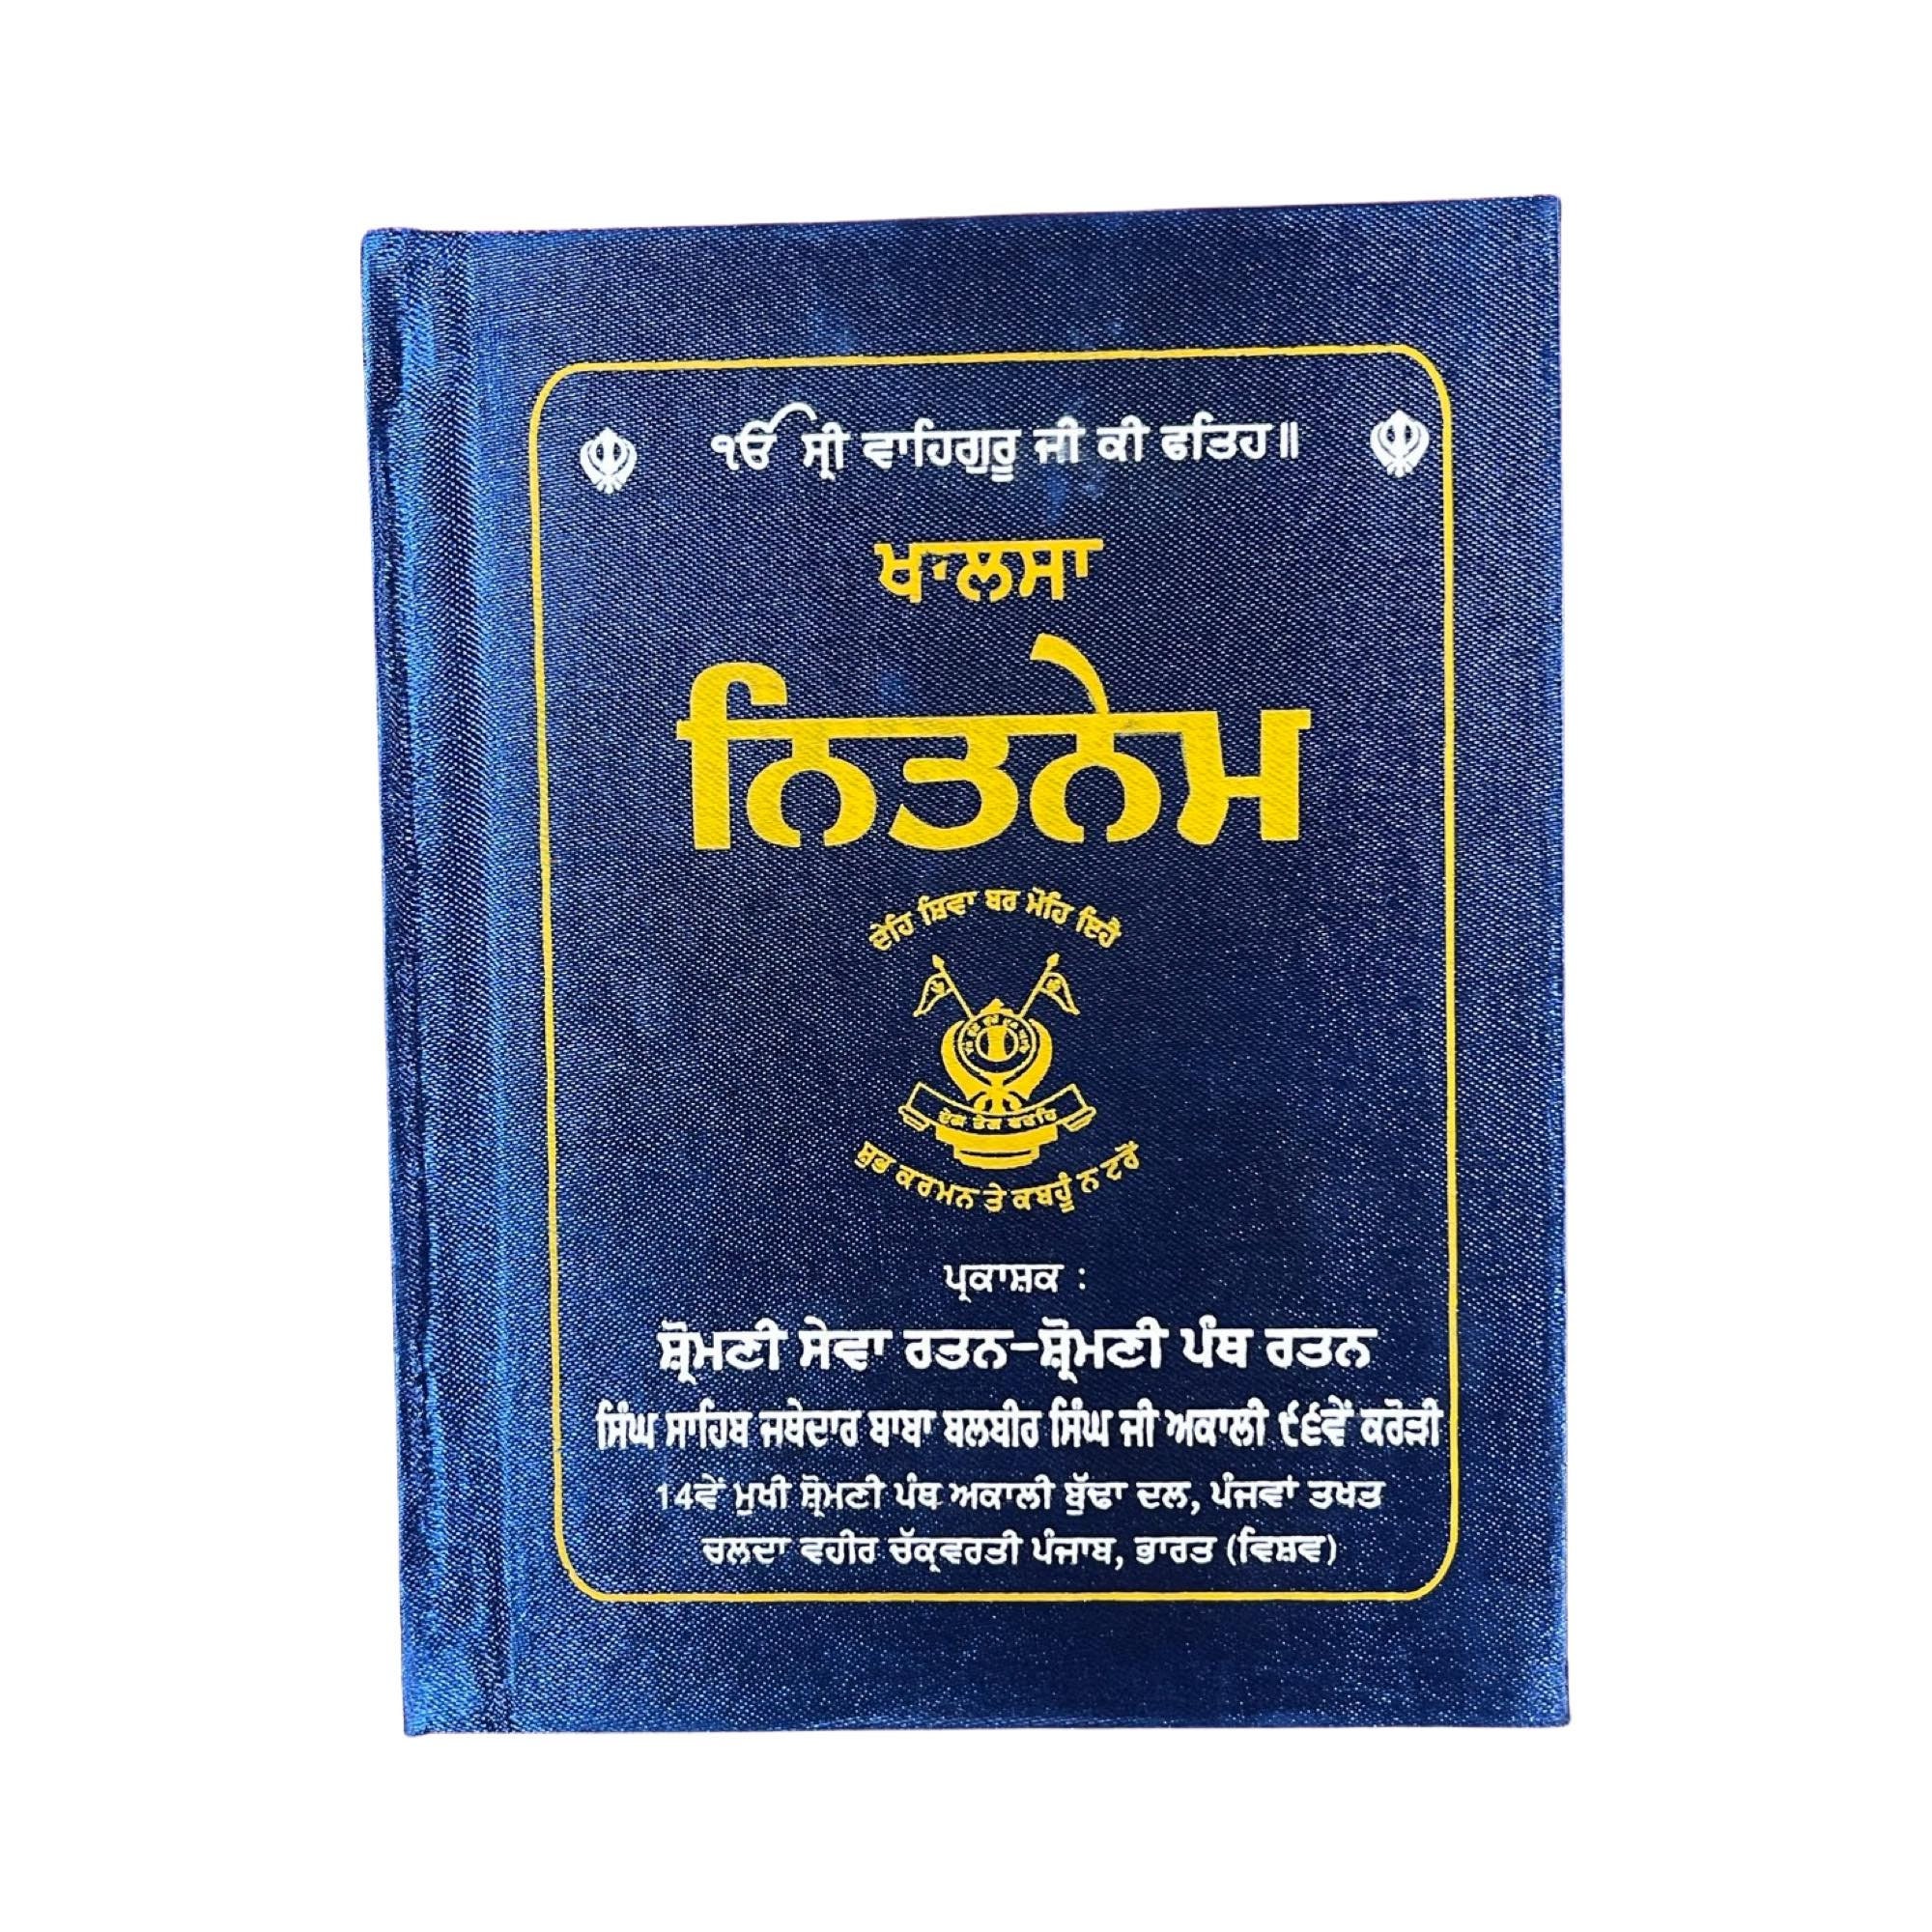 ੴ ਸ੍ਰੀ ਵਾਹਿਗੁਰੂ ਜੀ ਕੀ ਫਤਿਹ॥
ਖਾਲਸਾ
ਨਿਤਨੇਮ
ਦੇਹਿ ਸ਼ਿਵਾ ਬਰ ਮੋਹਿ ਇਹੈ
ਦੇਗ ਤੇਗ ਫਤਹਿ
ਸ਼ੁਭ ਕਰਮਨ ਤੇ ਕਬਹੂੰ ਨ ਟਰੋਂ
ਪ੍ਰਕਾਸ਼ਕ :
ਸ਼੍ਰੋਮਣੀ ਸੇਵਾ ਰਤਨ-ਸ਼੍ਰੋਮਣੀ ਪੰਥ ਰਤਨ
ਸਿੰਘ ਸਾਹਿਬ ਜਥੇਦਾਰ ਬਾਬਾ ਬਲਬੀਰ ਸਿੰਘ ਜੀ ਅਕਾਲੀ ੯੬ਵੇਂ ਕਰੋੜੀ
14ਵੇਂ ਮੁਖੀ ਸ਼੍ਰੋਮਣੀ ਪੰਥ ਅਕਾਲੀ ਬੁੱਢਾ ਦਲ, ਪੰਜਵਾਂ ਤਖਤ
ਚਲਦਾ ਵਹੀਰ ਚੱਕ੍ਰਵਰਤੀ ਪੰਜਾਬ, ਭਾਰਤ (ਵਿਸ਼ਵ)